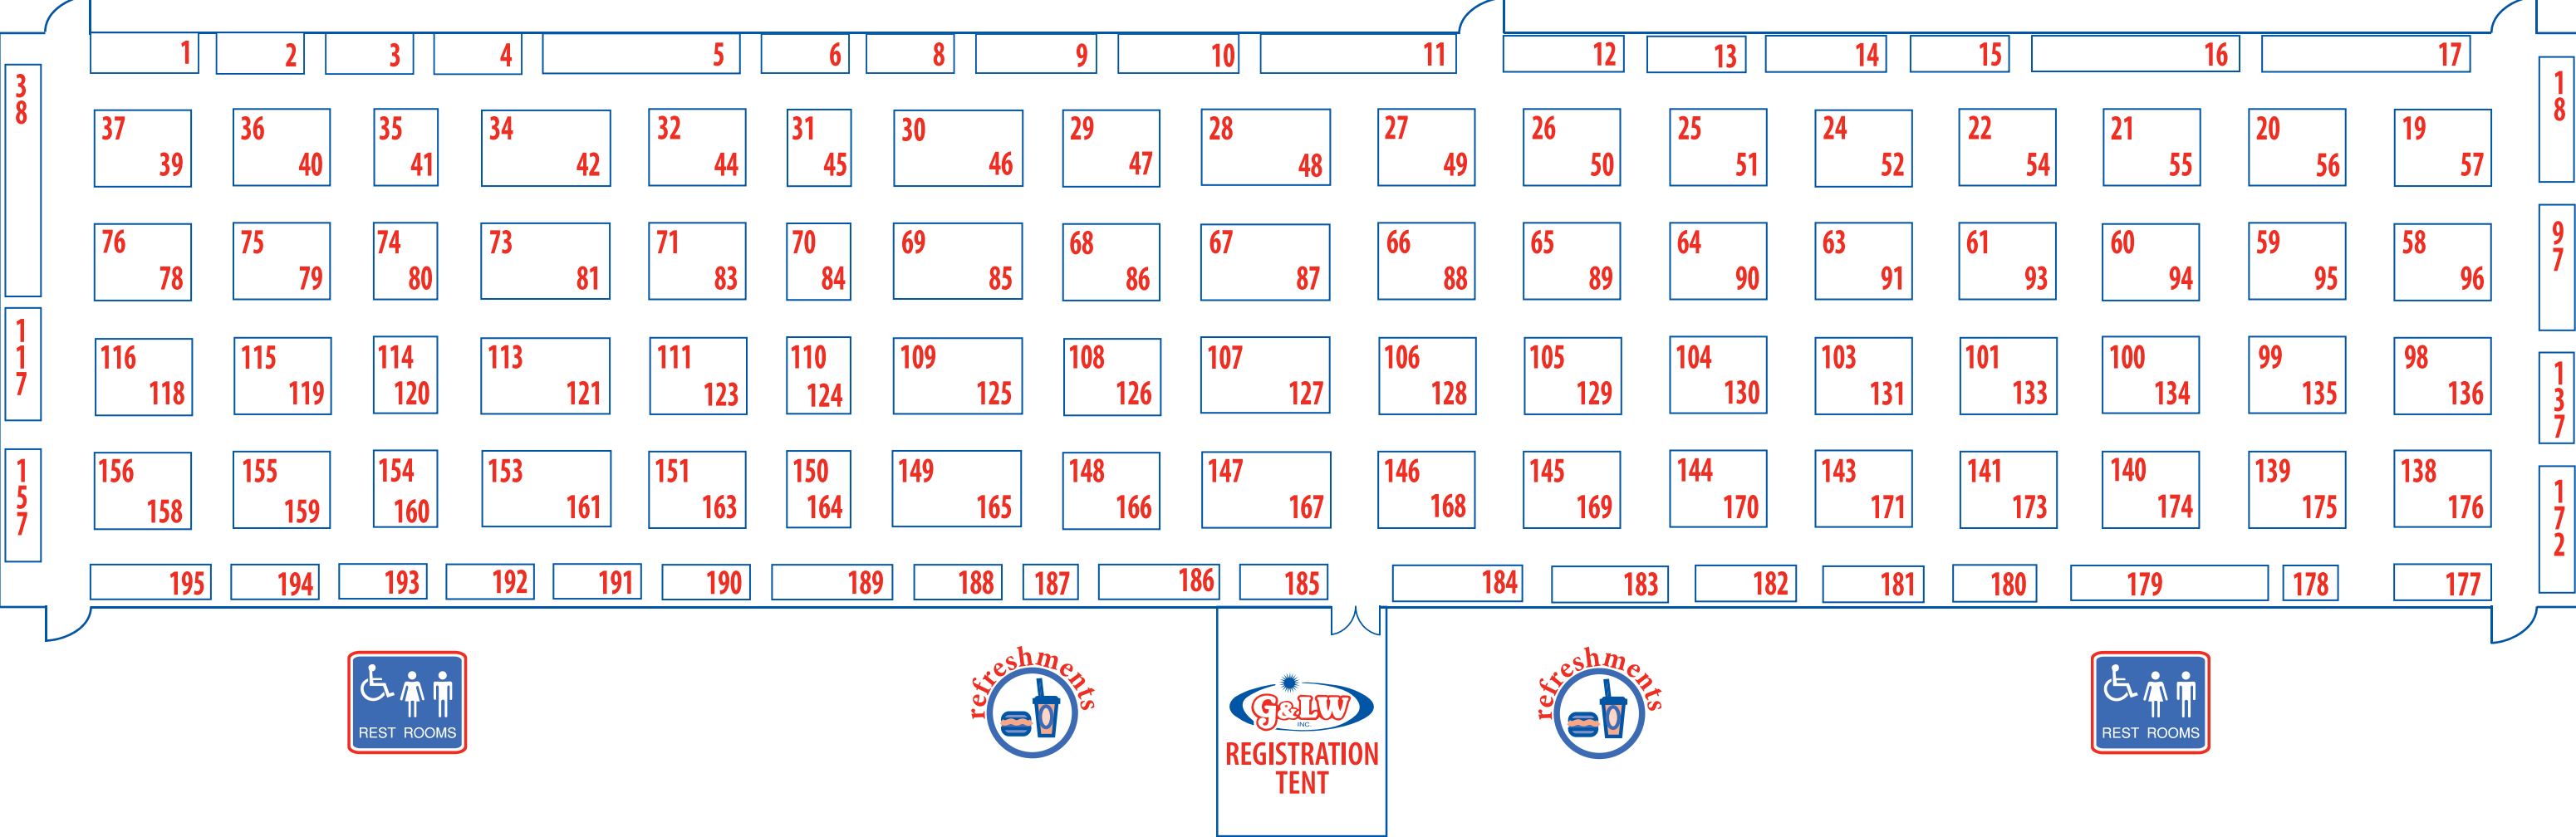 1 2 3 4 5 6 8 9 10 11 12 13 14 15 16 17
38
18
37 36 35 34 32 31 30 29 28 27 26 25 24 22 21 20 19
39 40 41 42 44 45 46 47 48 49 50 51 52 54 55 56 57
97
76 75 74 73 71 70 69 68 67 66 65 64 63 61 60 59 58
78 79 80 81 83 84 85 86 87 88 89 90 91 93 94 95 96
117
137
116 115 114 113 111 110 109 108 107 106 105 104 103 101 100 99 98
118 119 120 121 123 124 125 126 127 128 129 130 131 133 134 135 136
157
172
156 155 154 153 151 150 149 148 147 146 145 144 143 141 140 139 138
158 159 160 161 163 164 165 166 167 168 169 170 171 173 174 175 176
195 194 193 192 191 190 189 188 187 186 185 184 183 182 181 180 179 178 177
REST ROOMS
refreshments
G&LW
INC.
REGISTRATION
TENT
refreshments
REST ROOMS